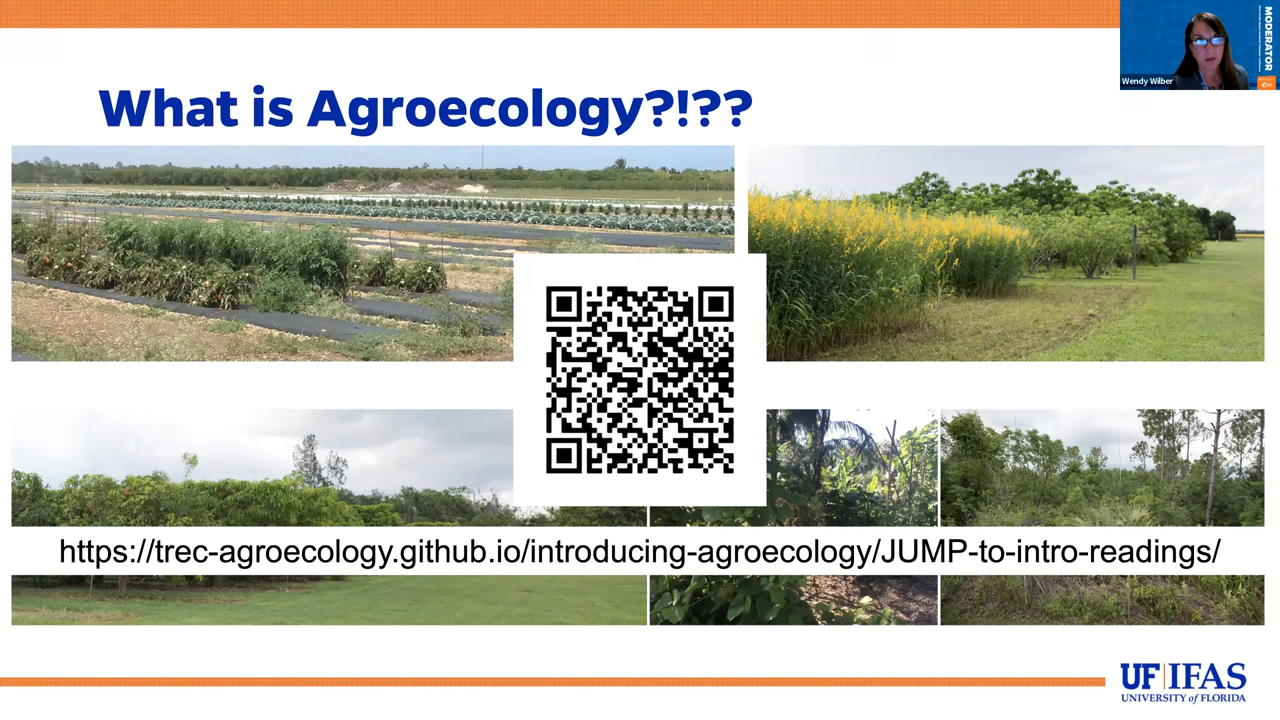 What is Agroecology?!??
Wendy Wilber
MODERATOR
https://trec-agroecology.github.io/introducing-agroecology/JUMP-to-intro-readings/
UF|IFAS
UNIVERSITY of FLORIDA